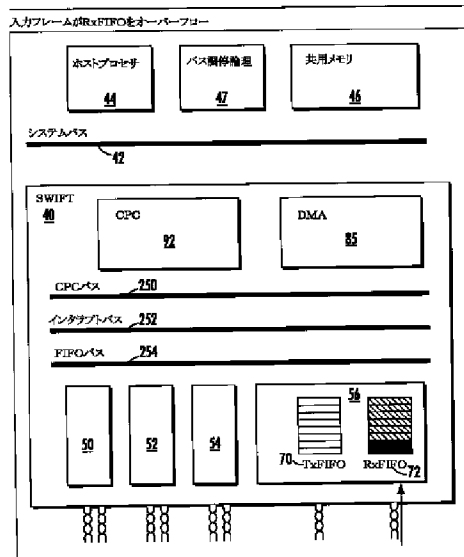 入力フレームがRxFIFOをオーバーフロー
ホストプロセサ
44
バス調停論理
47
共用メモリ
46
システムバス
42
SWIFT
40
CPC
92
DMA
85
CPCバス
250
インタラプトバス
252
FIFOバス
254
50
52
54
56
70
TxFIFO
RxFIFO
72